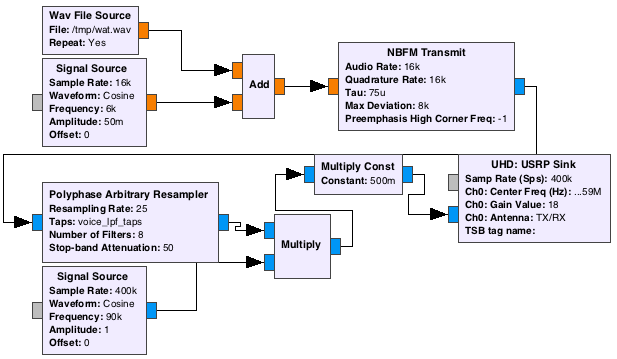 Wav File Source
File: /tmp/wat.wav
Repeat: Yes
Signal Source
Sample Rate: 16k
Waveform: Cosine
Frequency: 6k
Amplitude: 50m
Offset: 0
Add
NBFM Transmit
Audio Rate: 16k
Quadrature Rate: 16k
Tau: 75u
Max Deviation: 8k
Preemphasis High Corner Freq: -1
Multiply Const
Constant: 500m
UHD: USRP Sink
Samp Rate (Sps): 400k
Ch0: Center Freq (Hz): ...59M
Ch0: Gain Value: 18
Ch0: Antenna: TX/RX
TSB tag name:
Polyphase Arbitrary Resampler
Resampling Rate: 25
Taps: voice_lpf_taps
Number of Filters: 8
Stop-band Attenuation: 50
Multiply
Signal Source
Sample Rate: 400k
Waveform: Cosine
Frequency: 90k
Amplitude: 1
Offset: 0